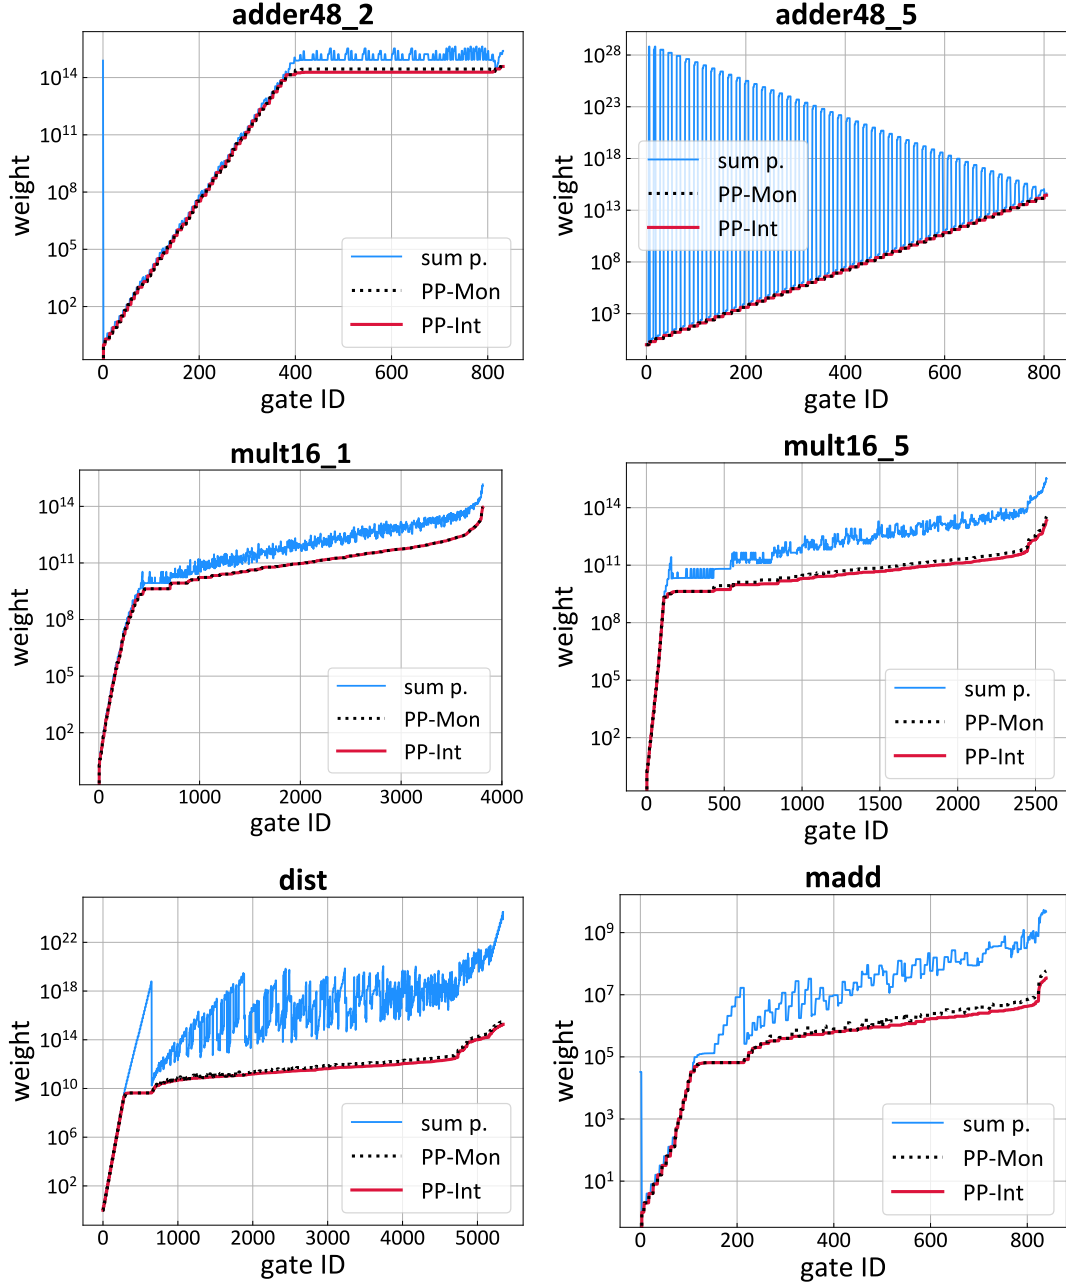 adder48_2
weight
10^14
10^11
10^8
10^5
10^2
sum p.
PP-Mon
PP-Int
0 200 400 600 800
gate ID
adder48_5
weight
10^28
10^23
10^18
10^13
10^8
10^3
sum p.
PP-Mon
PP-Int
0 200 400 600 800
gate ID
mult16_1
weight
10^14
10^11
10^8
10^5
10^2
sum p.
PP-Mon
PP-Int
0 1000 2000 3000 4000
gate ID
mult16_5
weight
10^14
10^11
10^8
10^5
10^2
sum p.
PP-Mon
PP-Int
0 500 1000 1500 2000 2500
gate ID
dist
weight
10^22
10^18
10^14
10^10
10^6
10^2
sum p.
PP-Mon
PP-Int
0 1000 2000 3000 4000 5000
gate ID
madd
weight
10^9
10^7
10^5
10^3
10^1
sum p.
PP-Mon
PP-Int
0 200 400 600 800
gate ID